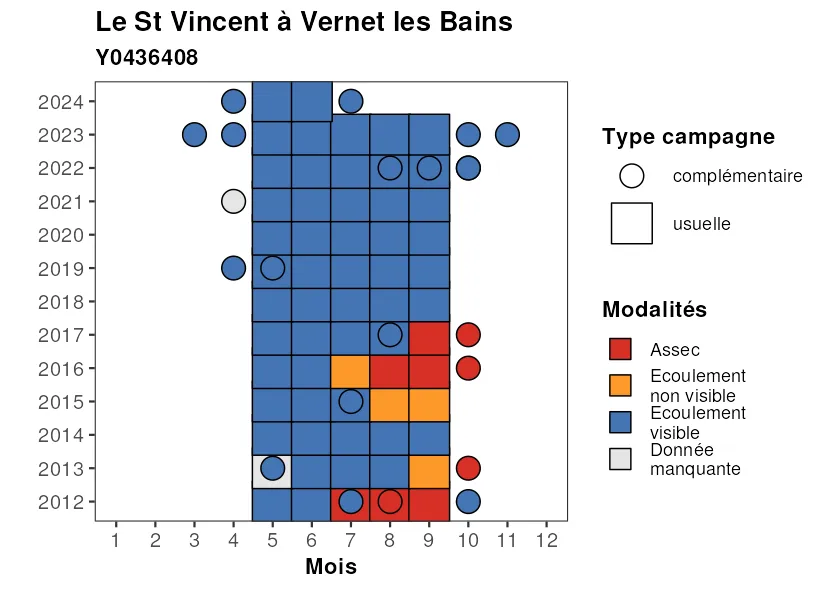 Le St Vincent à Vernet les Bains
Y0436408
2024
2023
2022
2021
2020
2019
2018
2017
2016
2015
2014
2013
2012
1 2 3 4 5 6 7 8 9 10 11 12
Mois
Type campagne
complémentaire
usuelle
Modalités
Assec
Ecoulement
non visible
Ecoulement
visible
Donnée
manquante